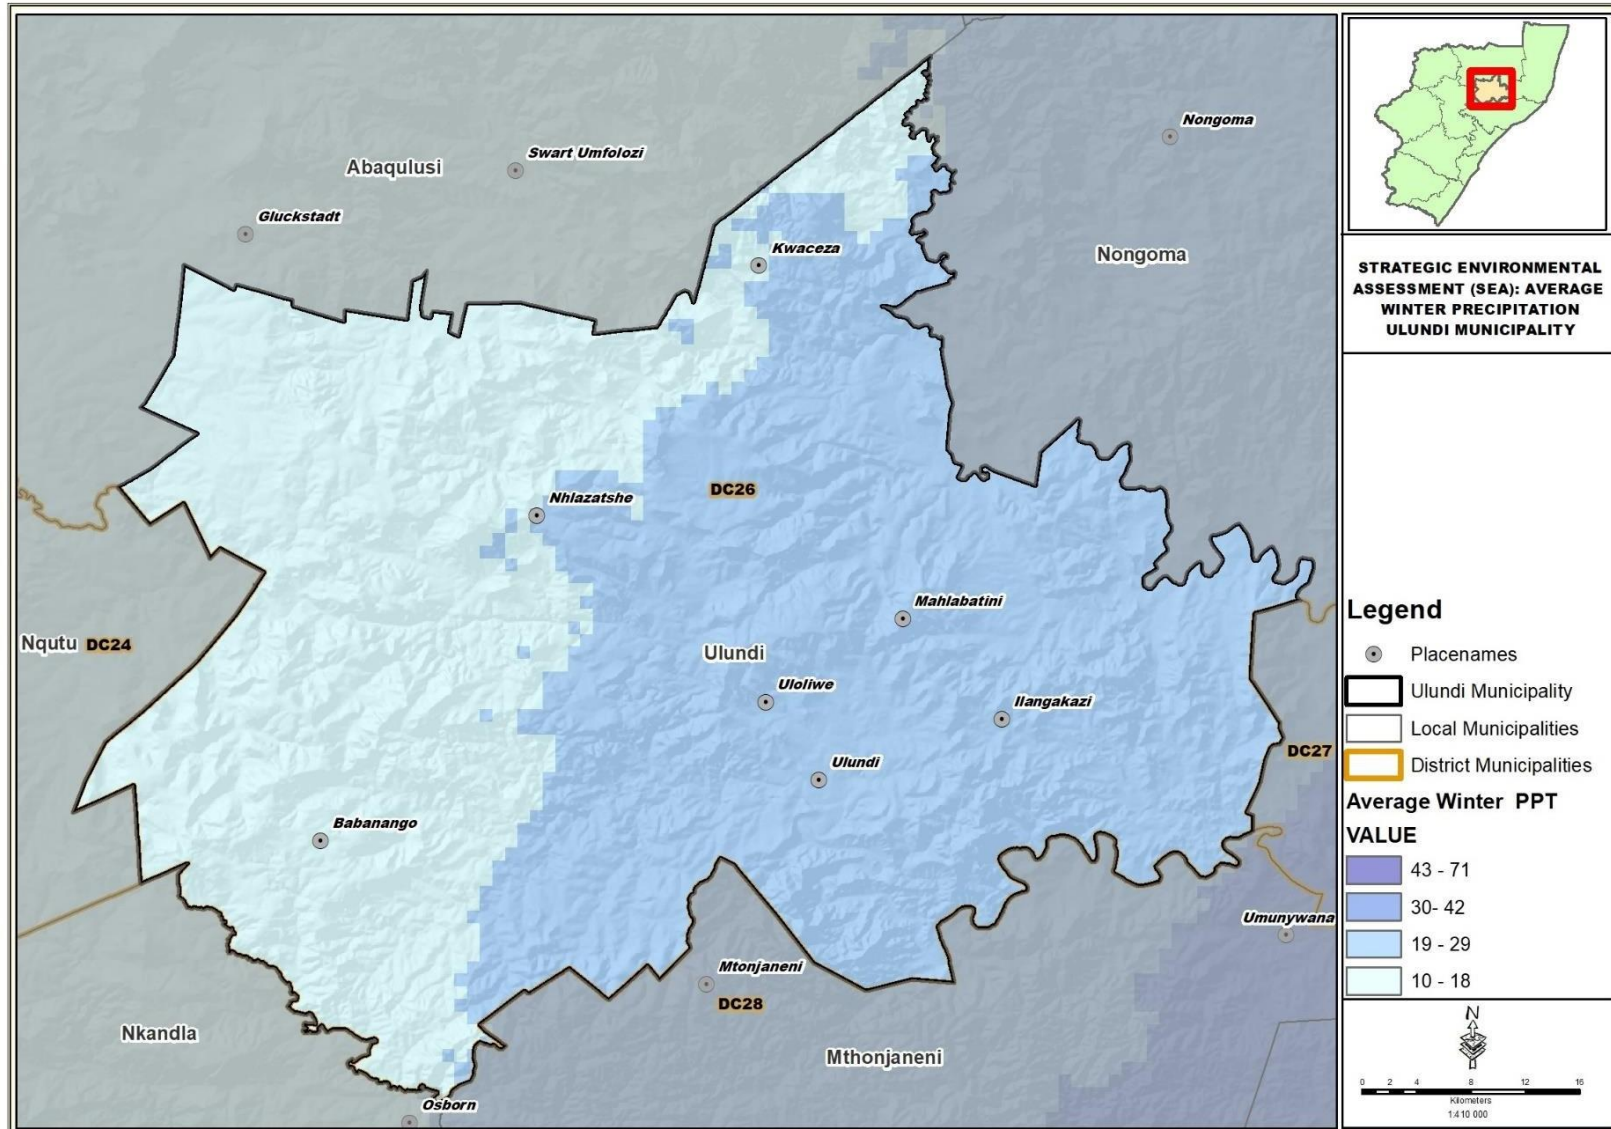 Nongoma
Swart Umfolozi
Abaqulusi
Gluckstadt
Kwaceza
Nongoma
DC26
Nhlazatshe
Mahlabatini
Nqutu DC24
Ulundi
Uloliwe
Ilangakazi
DC27
Ulundi
Babanango
Umunywana
Mtonjaneni
DC28
Nkandla
Mthonjaneni
Osborn
STRATEGIC ENVIRONMENTAL
ASSESSMENT (SEA): AVERAGE
WINTER PRECIPITATION
ULUNDI MUNICIPALITY
Legend
Placenames
Ulundi Municipality
Local Municipalities
District Municipalities
Average Winter PPT
VALUE
43 - 71
30- 42
19 - 29
10 - 18
N
0 2 4 8 12 16
Kilometers
1:410 000